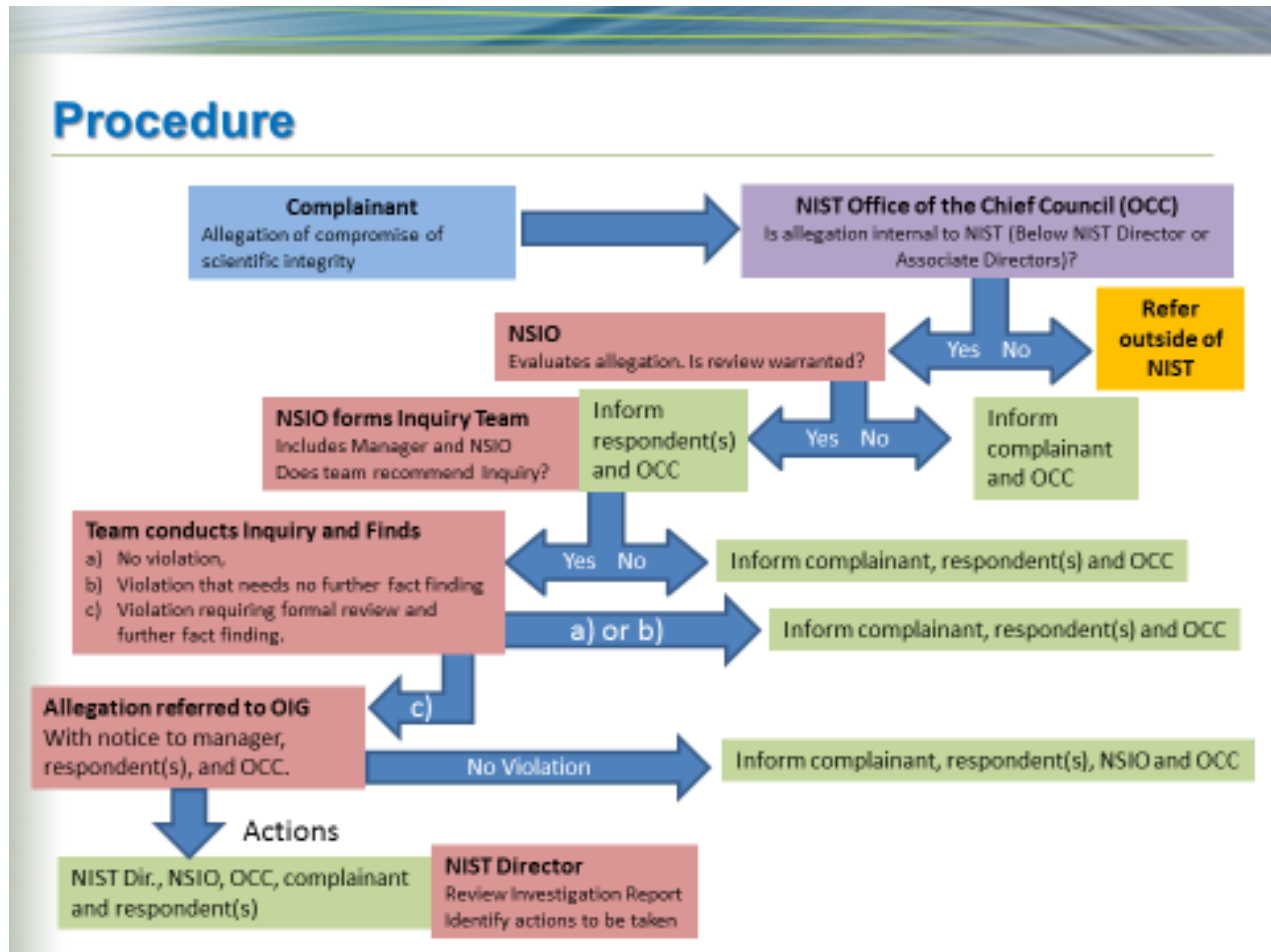 Procedure
Complainant
Allegation of compromise of
scientific integrity
NIST Office of the Chief Council (OCC)
Is allegation internal to NIST (Below NIST Director or
Associate Directors)?
Yes No
Refer
outside of
NIST
NSIO
Evaluates allegation. Is review warranted?
Yes No
Inform
complainant
and OCC
NSIO forms Inquiry Team
Includes Manager and NSIO
Does team recommend Inquiry?
Inform
respondent(s)
and OCC
Yes No
Inform complainant, respondent(s) and OCC
Team conducts Inquiry and Finds
a) No violation,
b) Violation that needs no further fact finding
c) Violation requiring formal review and
further fact finding.
a) or b)
Inform complainant, respondent(s) and OCC
c)
Allegation referred to OIG
With notice to manager,
respondent(s), and OCC.
No Violation
Inform complainant, respondent(s), NSIO and OCC
Actions
NIST Dir., NSIO, OCC, complainant
and respondent(s)
NIST Director
Review Investigation Report
Identify actions to be taken